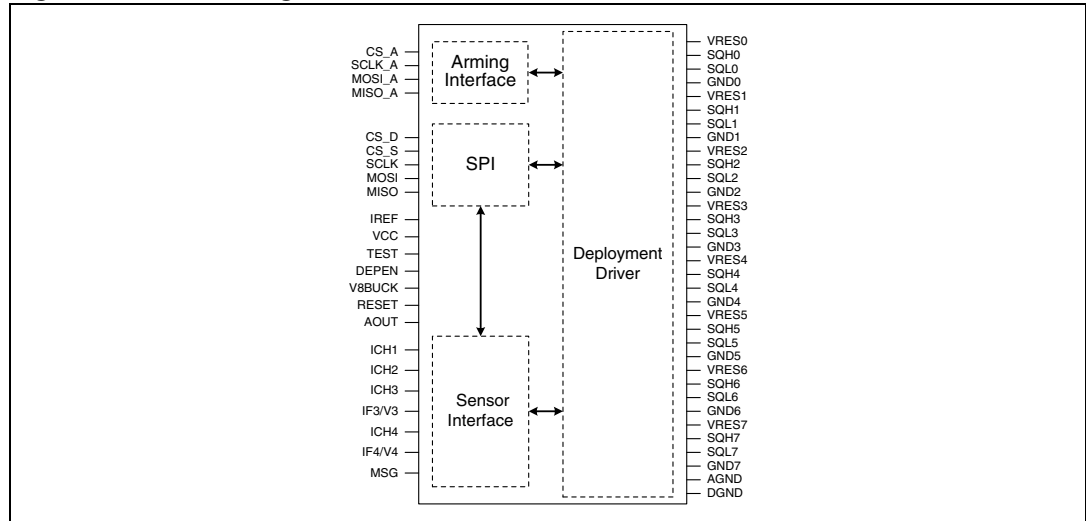 CS_A
SCLK_A
MOSI_A
MISO_A
CS_D
CS_S
SCLK
MOSI
MISO
IREF
VCC
TEST
DEPEN
V8BUCK
RESET
AOUT
ICH1
ICH2
ICH3
IF3/V3
ICH4
IF4/V4
MSG
Arming
Interface
SPI
Sensor
Interface
Deployment
Driver
VRES0
SQH0
SQL0
GND0
VRES1
SQH1
SQL1
GND1
VRES2
SQH2
SQL2
GND2
VRES3
SQH3
SQL3
GND3
VRES4
SQH4
SQL4
GND4
VRES5
SQH5
SQL5
GND5
VRES6
SQH6
SQL6
GND6
VRES7
SQH7
SQL7
GND7
AGND
DGND